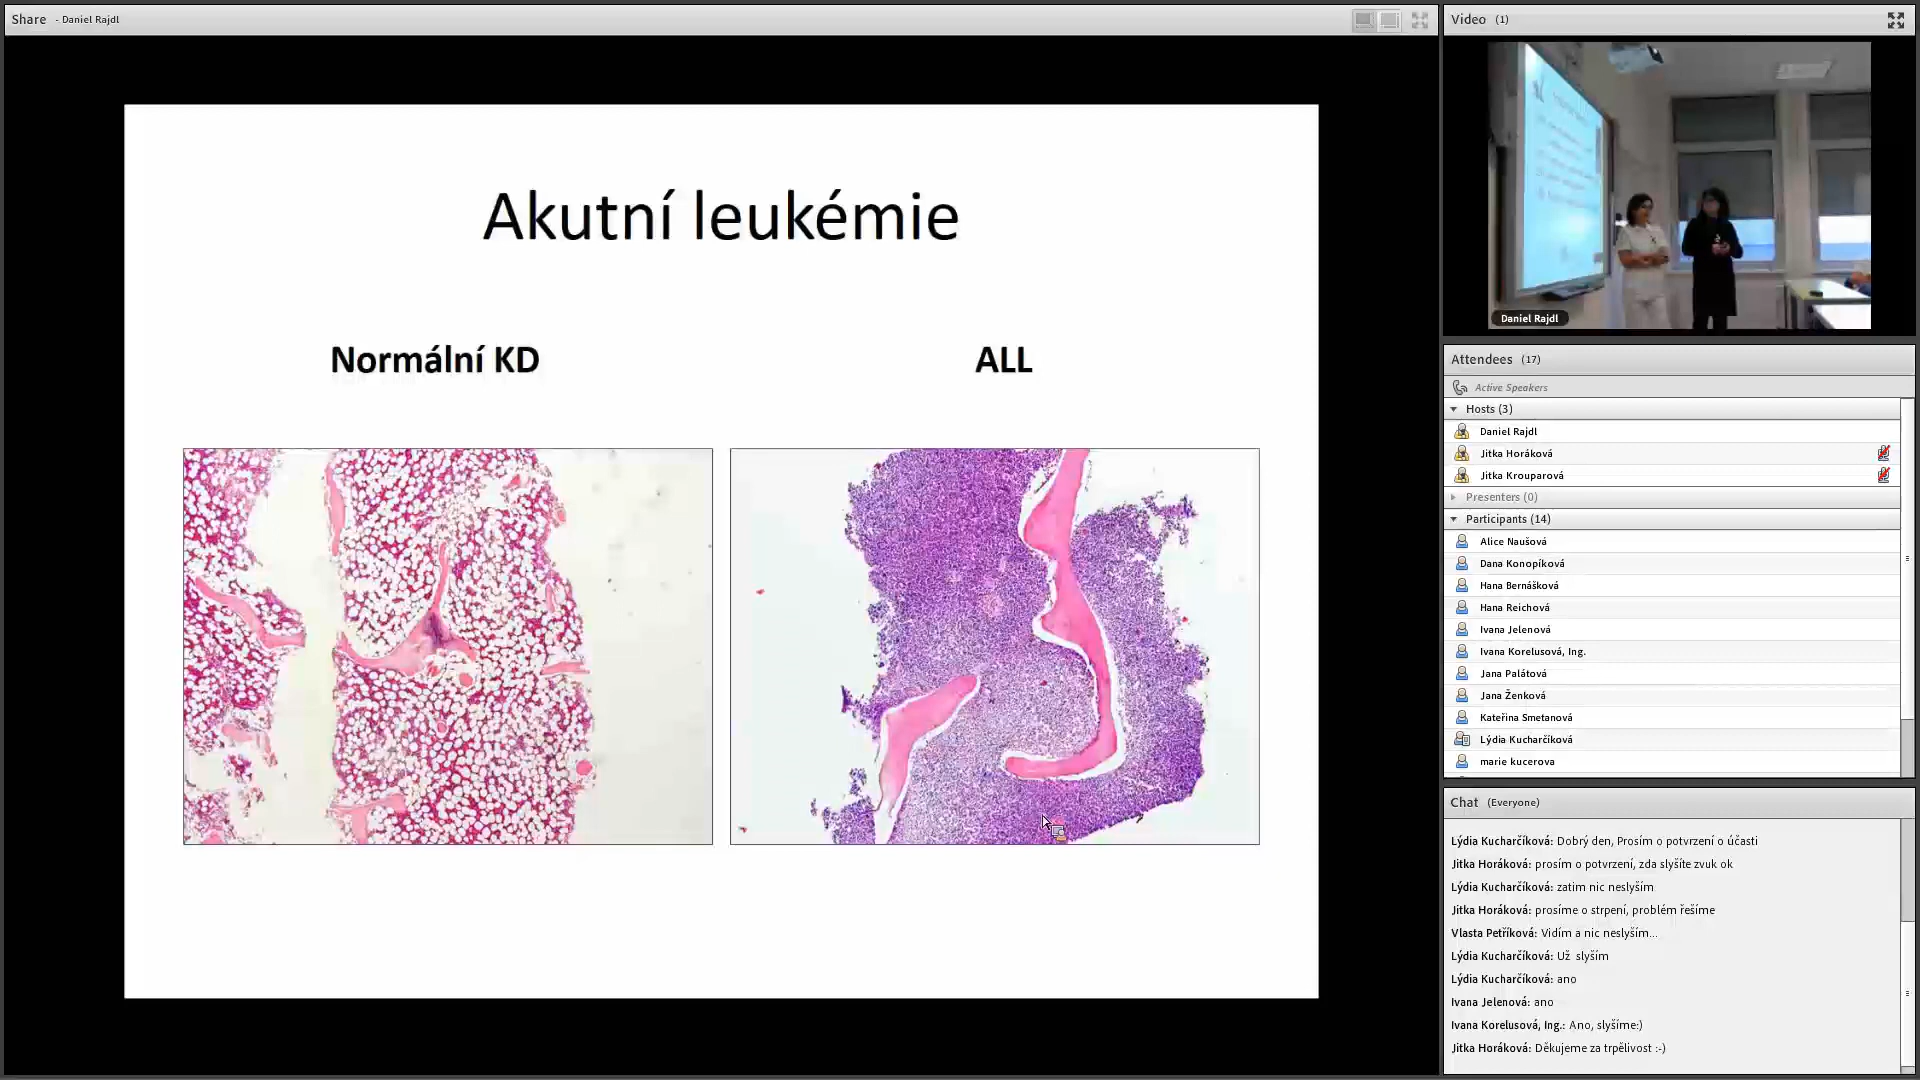 Share - Daniel Rajdl
Akutní leukémie
Normální KD
ALL
Video (1)
Daniel Rajdl
Attendees (17)
Active Speakers
Hosts (3)
Daniel Rajdl
Jitka Horáková
Jitka Krouparová
Presenters (0)
Participants (14)
Alice Naušová
Dana Konopíková
Hana Bernášková
Hana Reichová
Ivana Jelenová
Ivana Korelusová, Ing.
Jana Palátová
Jana Ženková
Kateřina Smetanová
Lýdia Kucharčíková
marie kucerova
Chat (Everyone)
Lýdia Kucharčíková: Dobrý den, Prosím o potvrzení o účasti
Jitka Horáková: prosím o potvrzení, zda slyšíte zvuk ok
Lýdia Kucharčíková: zatim nic neslyším
Jitka Horáková: prosíme o strpení, problém řešíme
Vlasta Petříková: Vidím a nic neslyším...
Lýdia Kucharčíková: Už slyším
Lýdia Kucharčíková: ano
Ivana Jelenová: ano
Ivana Korelusová, Ing.: Ano, slyšíme:)
Jitka Horáková: Děkujeme za trpělivost :-)